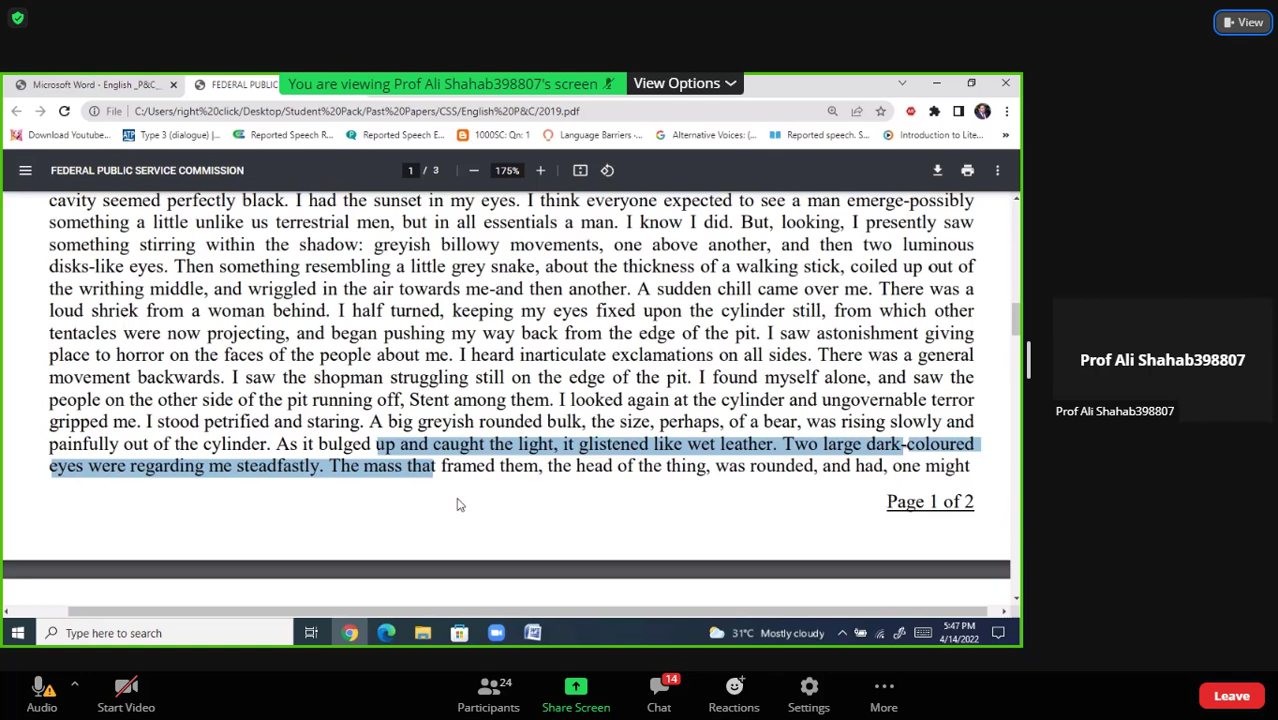 View
Microsoft Word - English _P&C_
FEDERAL PUBLIC
You are viewing Prof Ali Shahab398807's screen
View Options
File
C:/Users/right%20click/Desktop/Student%20Pack/Past%20Papers/CSS/English%20P&C/2019.pdf
Download Youtube...
ATP Type 3 (dialogue) |...
Reported Speech R...
Reported Speech E...
1000SC: Qn: 1
Language Barriers -...
Alternative Voices: (...
Reported speech. S...
Introduction to Lite...
FEDERAL PUBLIC SERVICE COMMISSION
1 / 3
175%
cavity seemed perfectly black. I had the sunset in my eyes. I think everyone expected to see a man emerge-possibly
something a little unlike us terrestrial men, but in all essentials a man. I know I did. But, looking, I presently saw
something stirring within the shadow: greyish billowy movements, one above another, and then two luminous
disks-like eyes. Then something resembling a little grey snake, about the thickness of a walking stick, coiled up out of
the writhing middle, and wriggled in the air towards me-and then another. A sudden chill came over me. There was a
loud shriek from a woman behind. I half turned, keeping my eyes fixed upon the cylinder still, from which other
tentacles were now projecting, and began pushing my way back from the edge of the pit. I saw astonishment giving
place to horror on the faces of the people about me. I heard inarticulate exclamations on all sides. There was a general
movement backwards. I saw the shopman struggling still on the edge of the pit. I found myself alone, and saw the
people on the other side of the pit running off, Stent among them. I looked again at the cylinder and ungovernable terror
gripped me. I stood petrified and staring. A big greyish rounded bulk, the size, perhaps, of a bear, was rising slowly and
painfully out of the cylinder. As it bulged up and caught the light, it glistened like wet leather. Two large dark-coloured
eyes were regarding me steadfastly. The mass that framed them, the head of the thing, was rounded, and had, one might
Page 1 of 2
Prof Ali Shahab398807
Prof Ali Shahab398807
Type here to search
31°C Mostly cloudy
5:47 PM
4/14/2022
Audio
Start Video
24
Participants
Share Screen
14
Chat
Reactions
Settings
More
Leave